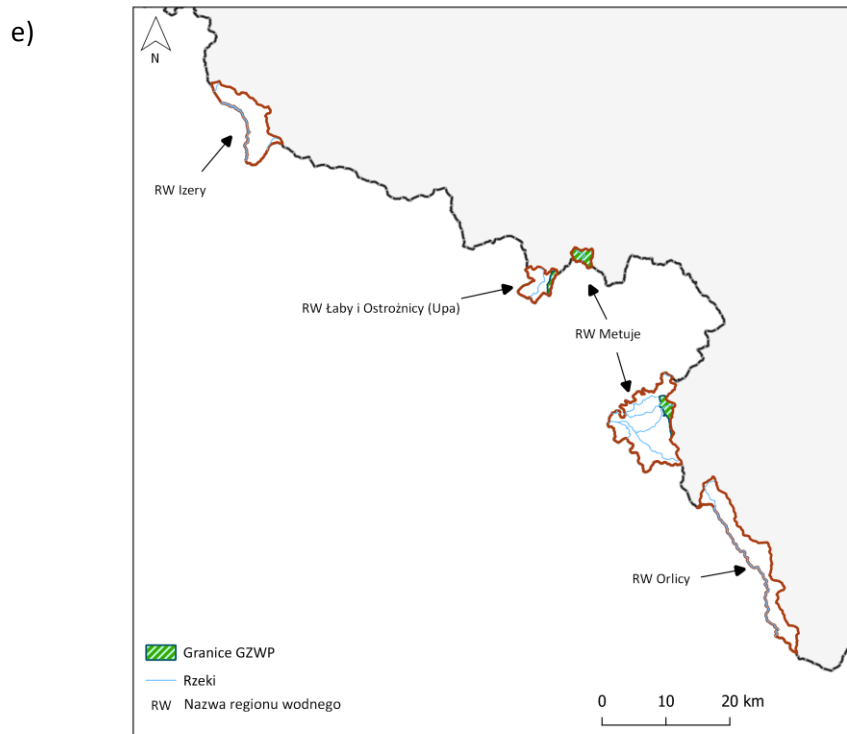 e)
N
RW Izery
RW Łaby i Ostrożnicy (Upa)
RW Metuje
RW Orlicy
Granice GZWP
Rzeki
RW Nazwa regionu wodnego
0 10 20 km